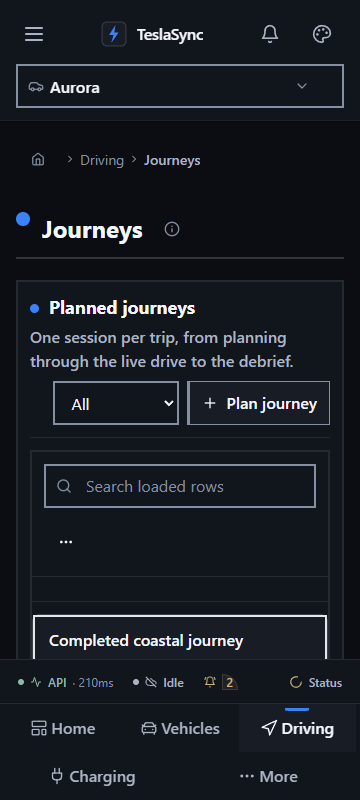 TeslaSync
Aurora
Driving
Journeys
Journeys
Planned journeys
One session per trip, from planning
through the live drive to the debrief.
All
Plan journey
Search loaded rows
...
Completed coastal journey
API · 210ms
Idle
2
Status
Home
Vehicles
Driving
Charging
More